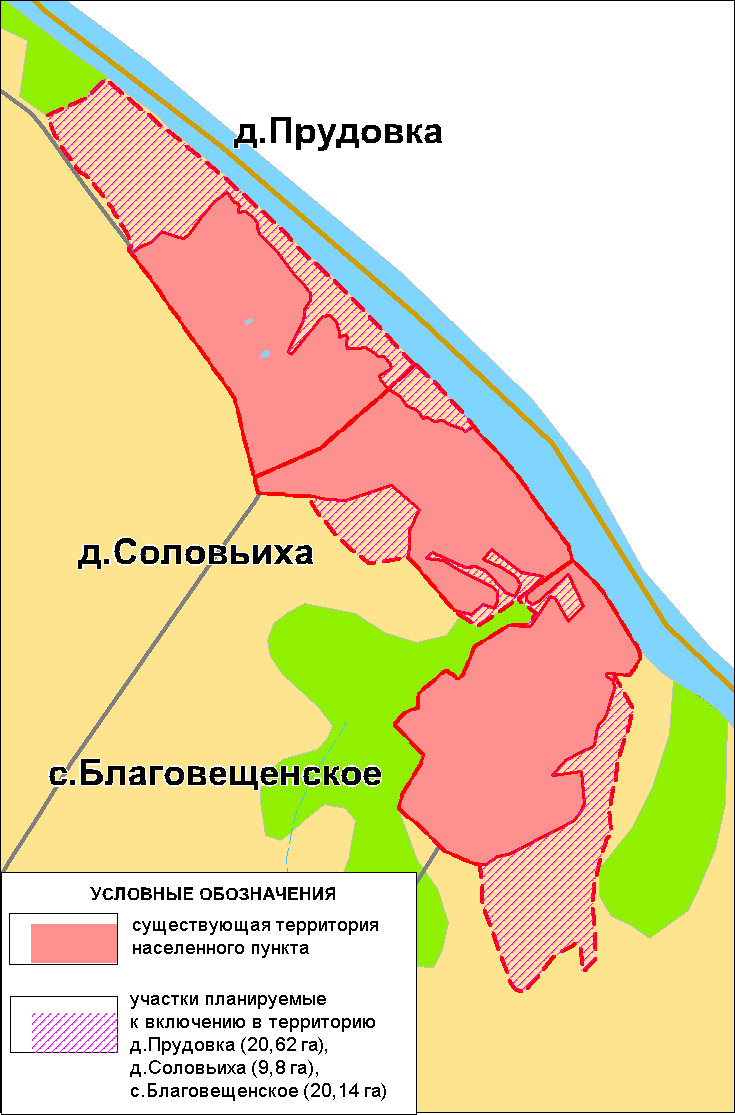 д.Прудовка
д.Соловьиха
с.Благовещенское
УСЛОВНЫЕ ОБОЗНАЧЕНИЯ
существующая территория
населенного пункта
участки планируемые
к включению в территорию
д.Прудовка (20,62 га),
д.Соловьиха (9,8 га),
с.Благовещенское (20,14 га)